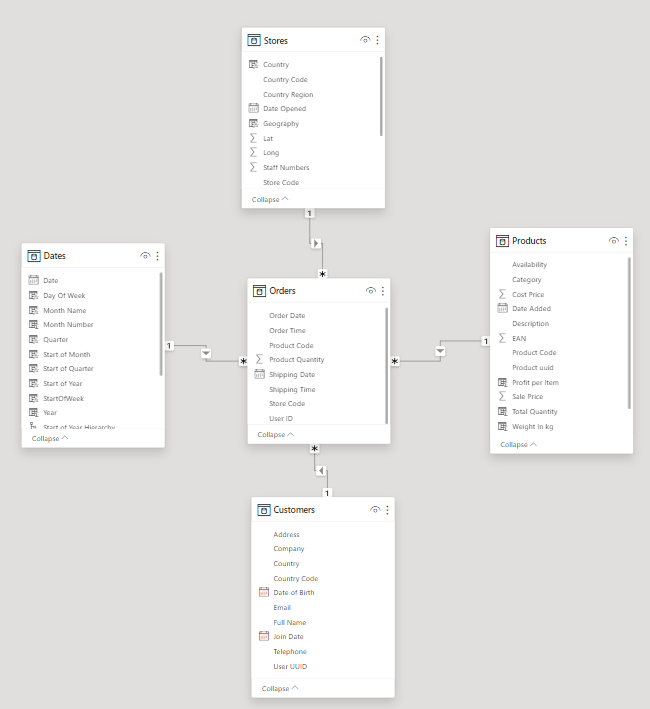 Stores
Country
Country Code
Country Region
Date Opened
Geography
Lat
Long
Staff Numbers
Store Code
Collapse
1
*
Dates
Date
Day Of Week
Month Name
Month Number
Quarter
Start of Month
Start of Quarter
Start of Year
StartOfWeek
Year
Start of Year Hierarchy
Collapse
1
*
Orders
Order Date
Order Time
Product Code
Product Quantity
Shipping Date
Shipping Time
Store Code
User ID
Collapse
*
1
Products
Availability
Category
Cost Price
Date Added
Description
EAN
Product Code
Product uuid
Profit per Item
Sale Price
Total Quantity
Weight In kg
Collapse
*
1
Customers
Address
Company
Country
Country Code
Date of Birth
Email
Full Name
Join Date
Telephone
User UUID
Collapse